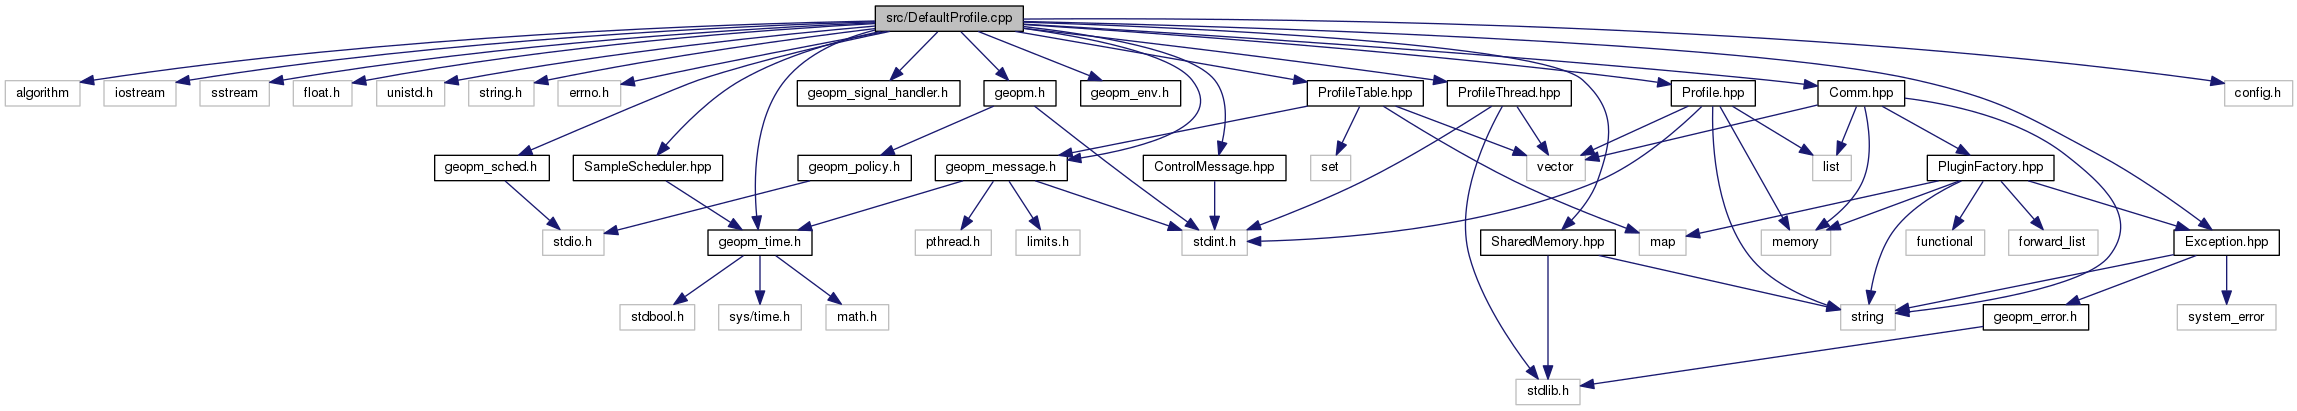 src/DefaultProfile.cpp
algorithm
iostream
sstream
float.h
unistd.h
string.h
errno.h
geopm_signal_handler.h
geopm.h
geopm_env.h
ProfileTable.hpp
ProfileThread.hpp
Profile.hpp
Comm.hpp
config.h
geopm_sched.h
SampleScheduler.hpp
geopm_policy.h
geopm_message.h
ControlMessage.hpp
set
vector
list
PluginFactory.hpp
stdio.h
geopm_time.h
pthread.h
limits.h
stdint.h
SharedMemory.hpp
map
memory
functional
forward_list
Exception.hpp
stdbool.h
sys/time.h
math.h
string
geopm_error.h
system_error
stdlib.h